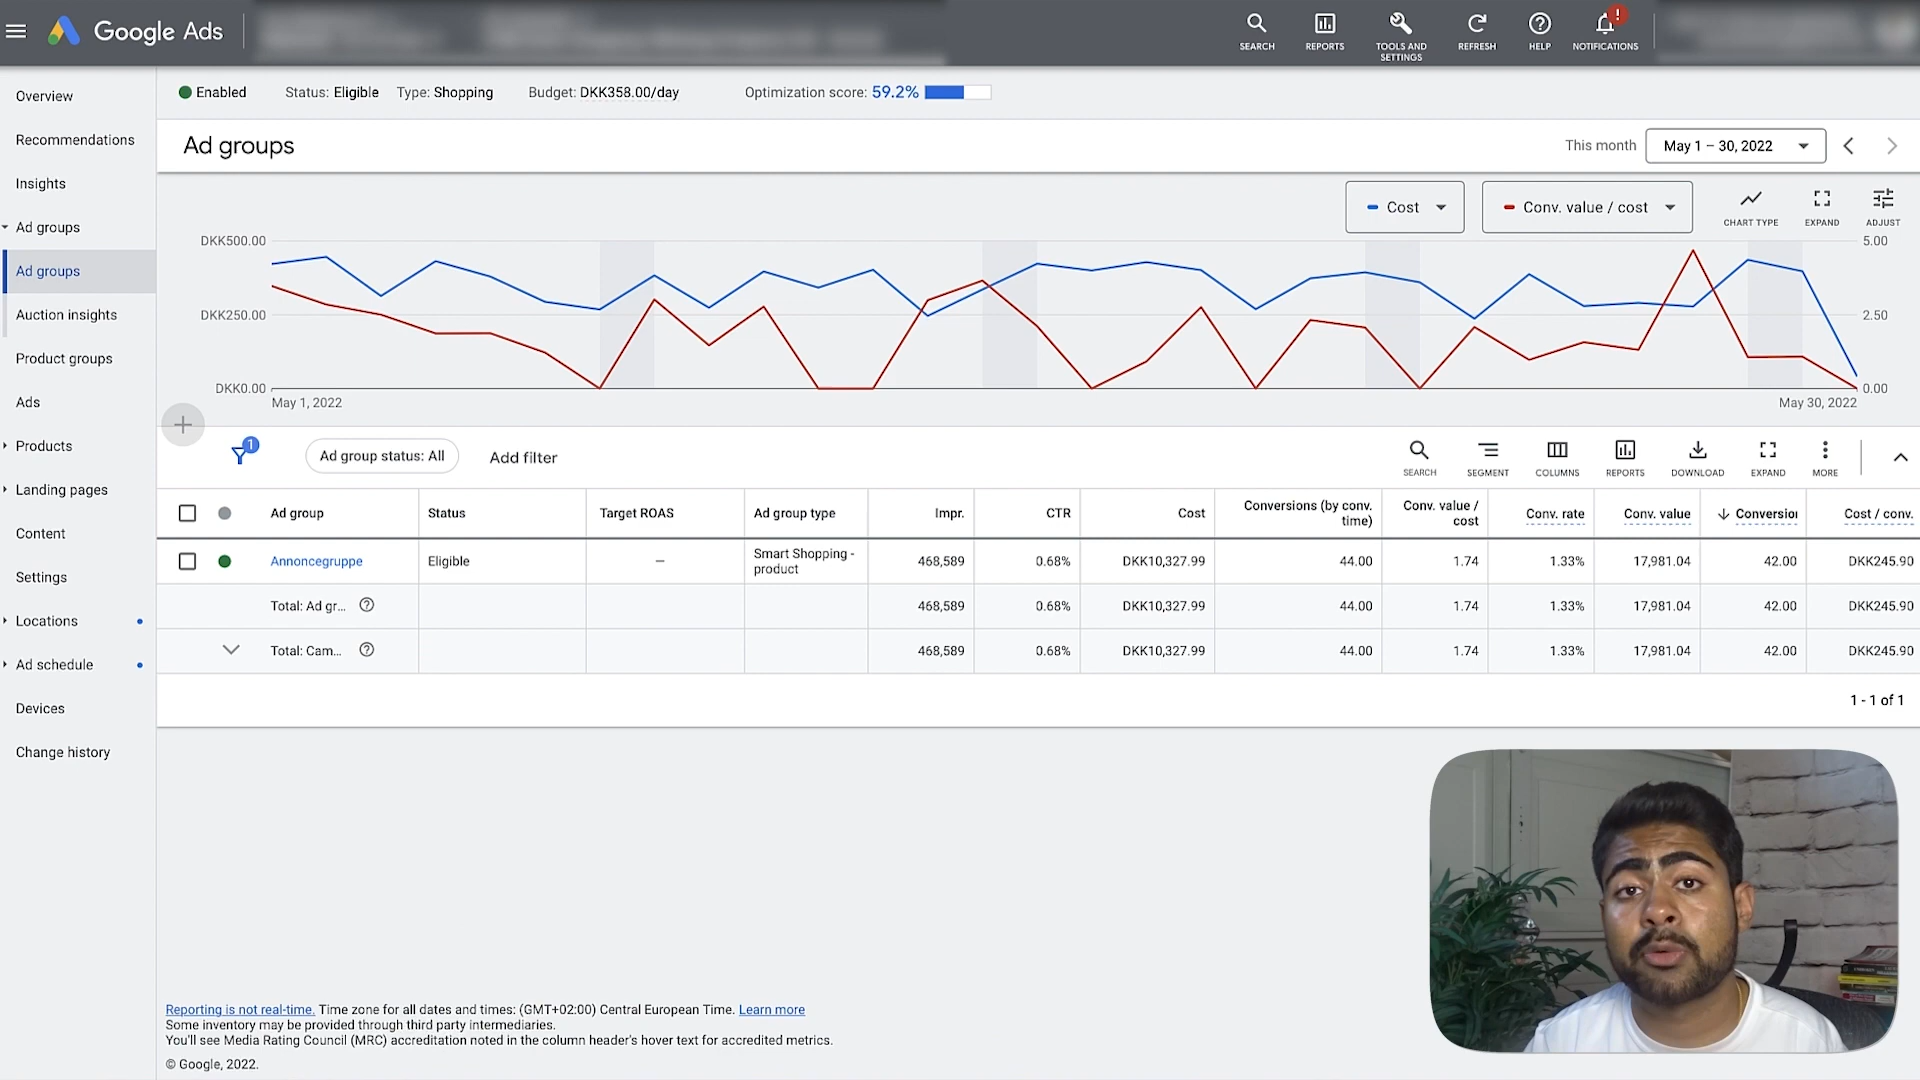 Google Ads
SEARCH
REPORTS
TOOLS AND
SETTINGS
REFRESH
HELP
!
NOTIFICATIONS
Overview
Recommendations
Insights
Ad groups
Ad groups
Auction insights
Product groups
Ads
Products
Landing pages
Content
Settings
Locations
Ad schedule
Devices
Change history
Enabled Status: Eligible Type: Shopping Budget: DKK358.00/day Optimization score: 59.2%
Ad groups
This month May 1 – 30, 2022
Cost
Conv. value / cost
CHART TYPE
EXPAND
ADJUST
DKK500.00 5.00
DKK250.00 2.50
DKK0.00 0.00
May 1, 2022 May 30, 2022
1
Ad group status: All Add filter
SEARCH SEGMENT COLUMNS REPORTS DOWNLOAD EXPAND MORE
Ad group Status Target ROAS Ad group type Impr. CTR Cost Conversions (by conv. time) Conv. value / cost Conv. rate Conv. value Conversior Cost / conv.
Annoncegruppe Eligible – Smart Shopping - product 468,589 0.68% DKK10,327.99 44.00 1.74 1.33% 17,981.04 42.00 DKK245.90
Total: Ad gr... 468,589 0.68% DKK10,327.99 44.00 1.74 1.33% 17,981.04 42.00 DKK245.90
Total: Cam... 468,589 0.68% DKK10,327.99 44.00 1.74 1.33% 17,981.04 42.00 DKK245.90
1 - 1 of 1
Reporting is not real-time. Time zone for all dates and times: (GMT+02:00) Central European Time. Learn more
Some inventory may be provided through third party intermediaries.
You'll see Media Rating Council (MRC) accreditation noted in the column header's hover text for accredited metrics.
© Google, 2022.